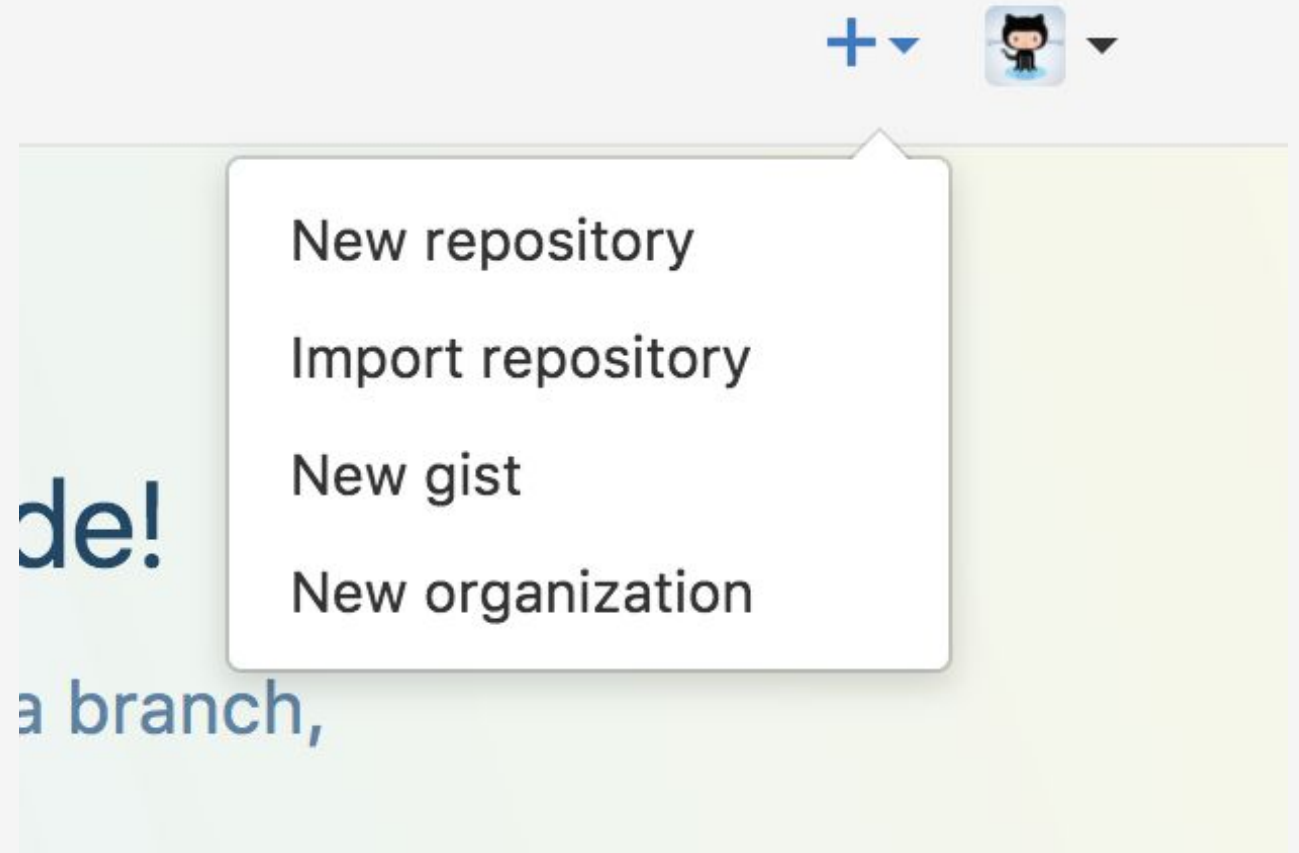 New repository
Import repository
New gist
New organization
de!
a branch,